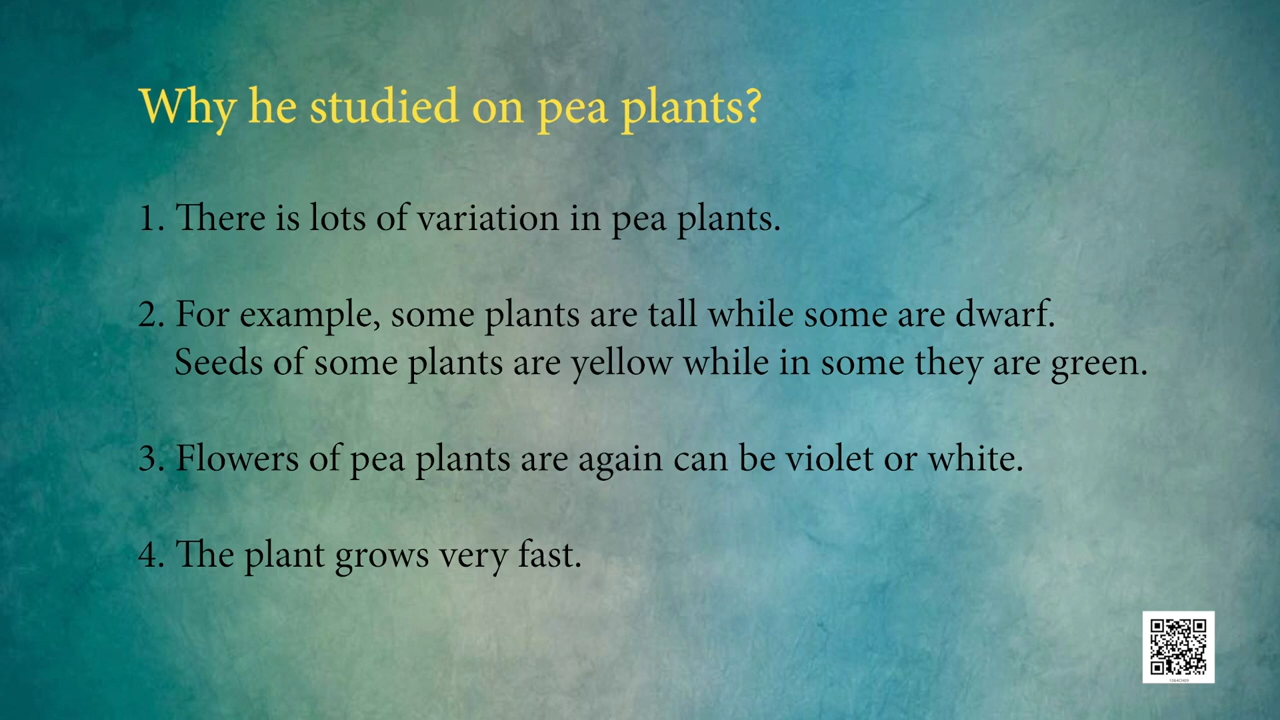 Why he studied on pea plants?
1. There is lots of variation in pea plants.
2. For example, some plants are tall while some are dwarf.
Seeds of some plants are yellow while in some they are green.
3. Flowers of pea plants are again can be violet or white.
4. The plant grows very fast.